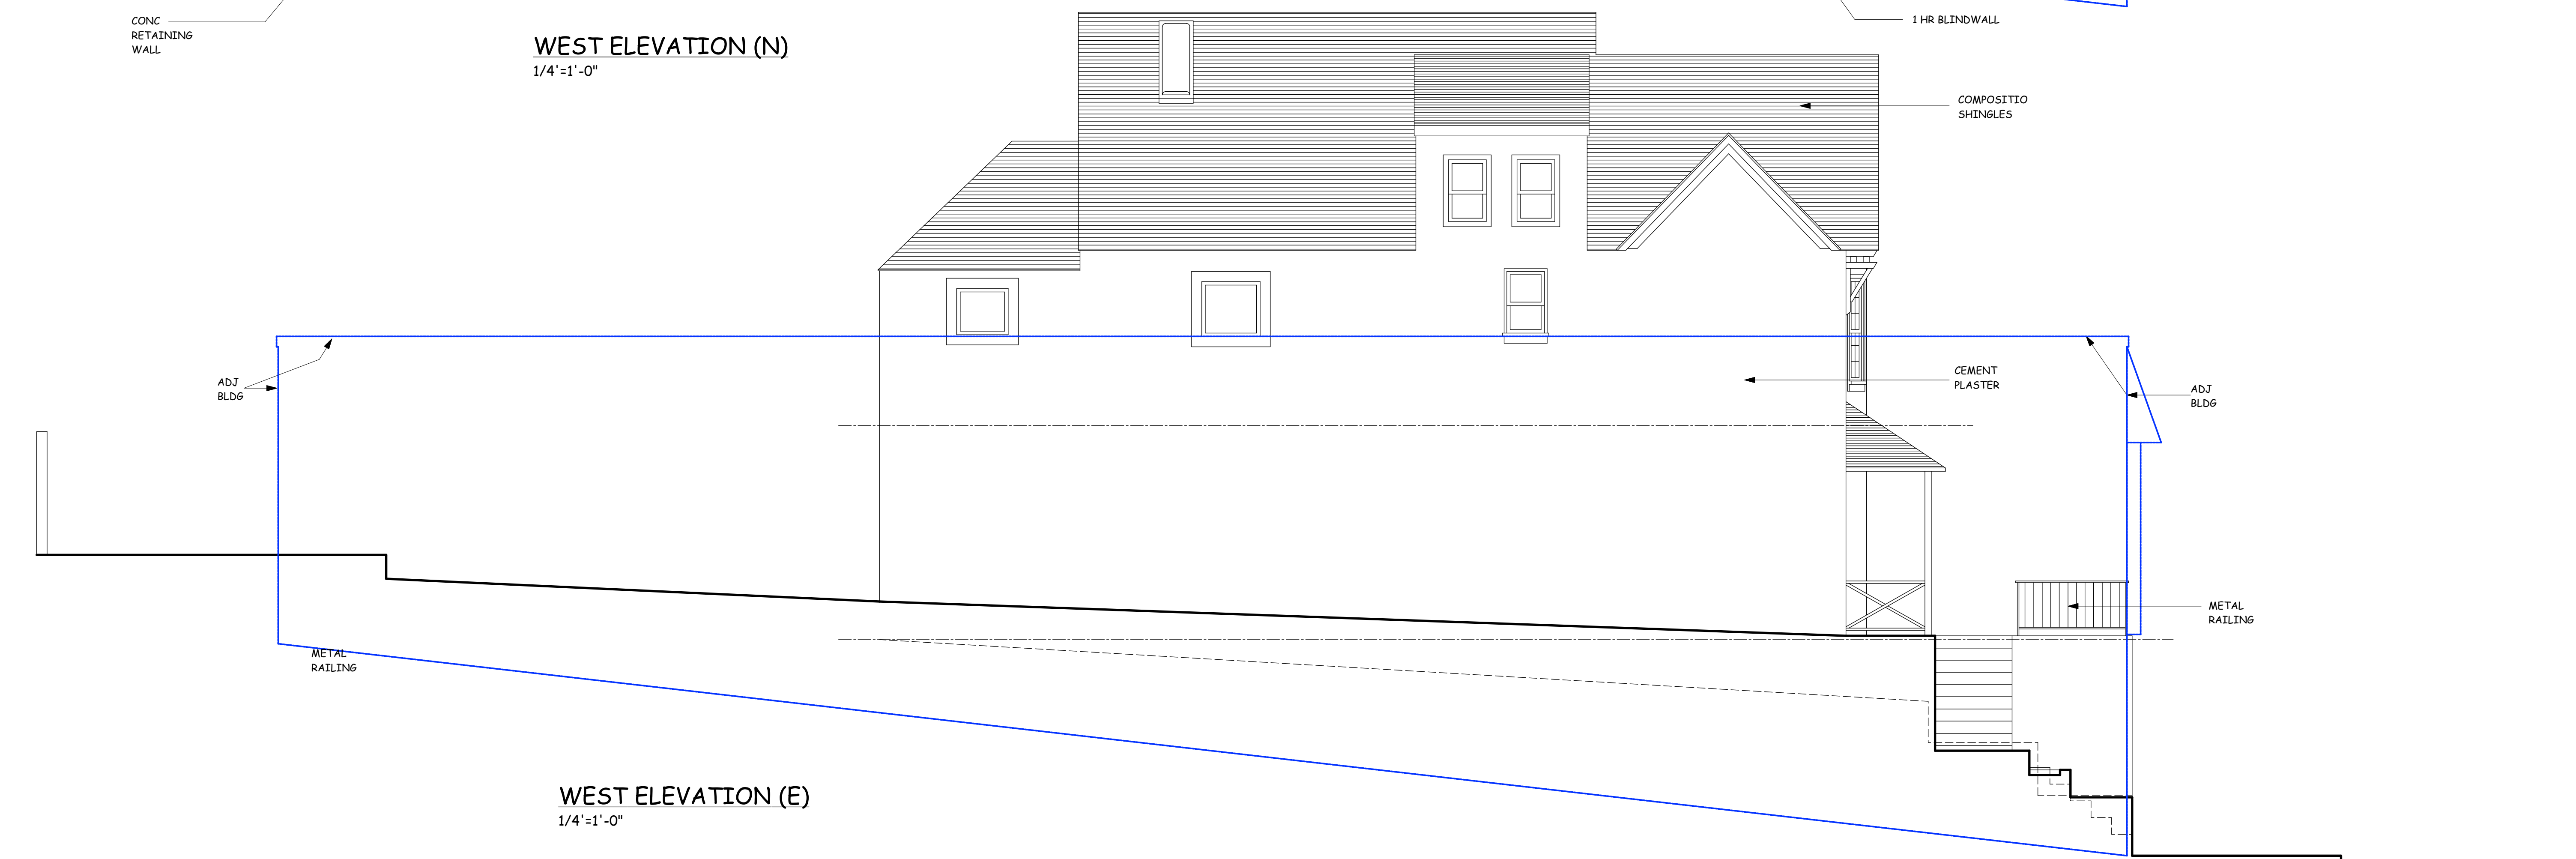 CONC
RETAINING
WALL
WEST ELEVATION (N)
1/4'=1'-0"
1 HR BLINDWALL
COMPOSITIO
SHINGLES
ADJ
BLDG
CEMENT
PLASTER
ADJ
BLDG
METAL
RAILING
METAL
RAILING
WEST ELEVATION (E)
1/4'=1'-0"